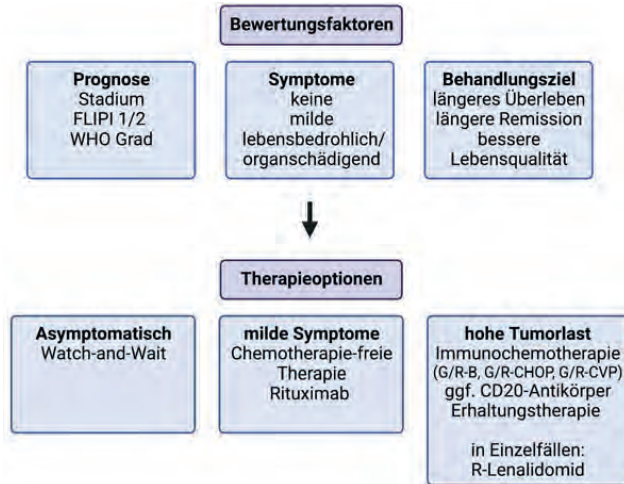 Bewertungsfaktoren
Prognose
Stadium
FLIPI 1/2
WHO Grad
Symptome
keine
milde
lebensbedrohlich/
organschädigend
Behandlungsziel
längeres Überleben
längere Remission
bessere
Lebensqualität
Therapieoptionen
Asymptomatisch
Watch-and-Wait
milde Symptome
Chemotherapie-freie
Therapie
Rituximab
hohe Tumorlast
Immunochemotherapie
(G/R-B, G/R-CHOP, G/R-CVP)
ggf. CD20-Antikörper
Erhaltungstherapie
in Einzelfällen:
R-Lenalidomid